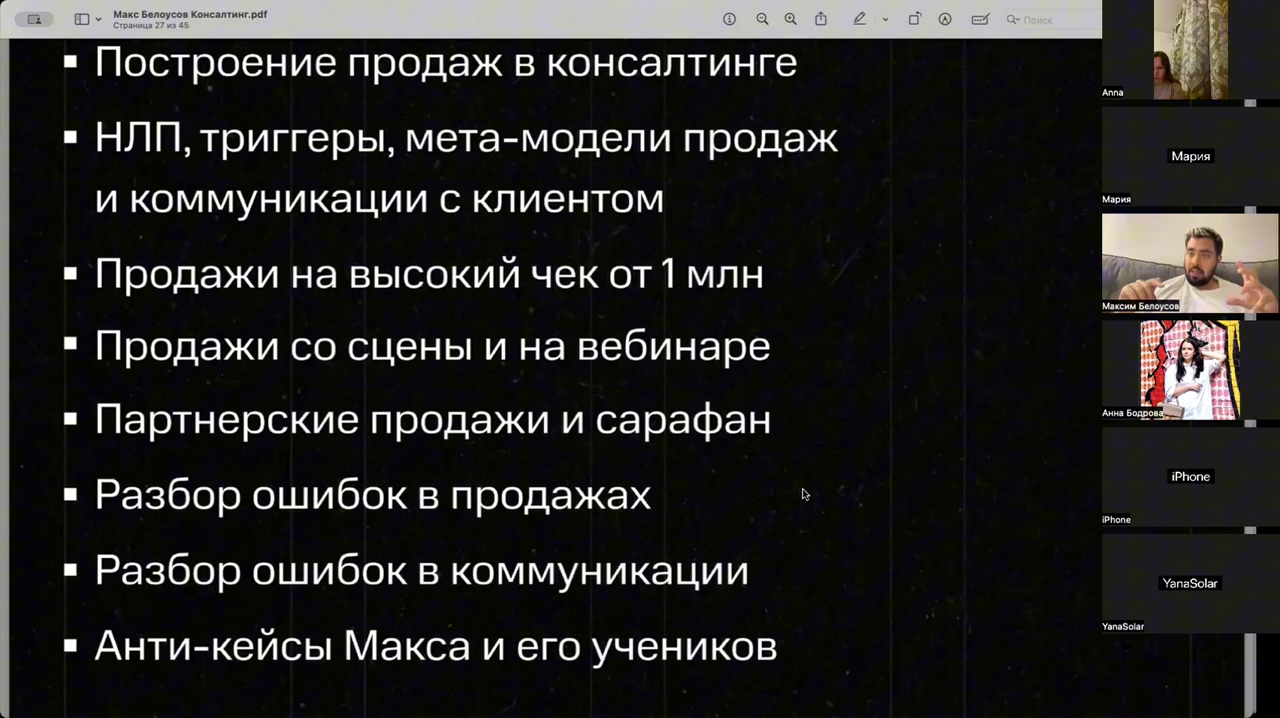 Макс Белоусов Консалтинг.pdf
Страница 27 из 45
Поиск
▪ Построение продаж в консалтинге
▪ НЛП, триггеры, мета-модели продаж
и коммуникации с клиентом
▪ Продажи на высокий чек от 1 млн
▪ Продажи со сцены и на вебинаре
▪ Партнерские продажи и сарафан
▪ Разбор ошибок в продажах
▪ Разбор ошибок в коммуникации
▪ Анти-кейсы Макса и его учеников
Anna
Мария
Мария
Максим Белоусов
Анна Бодрова
iPhone
iPhone
YanaSolar
YanaSolar